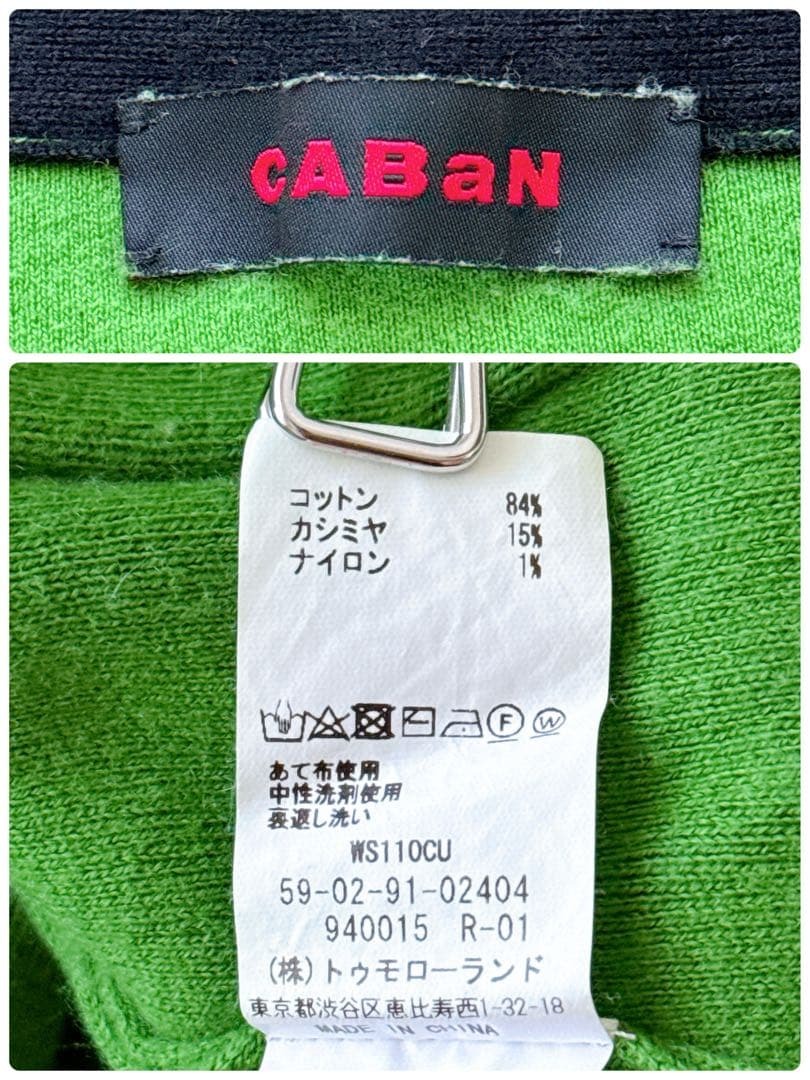 CABaN
コットン 84%
カシミヤ 15%
ナイロン 1%
F W
あて布使用
中性洗剤使用
裏返し洗い
WS110CU
59-02-91-02404
940015 R-01
(株)トゥモローランド
東京都渋谷区恵比寿西1-32-18
MADE IN CHINA